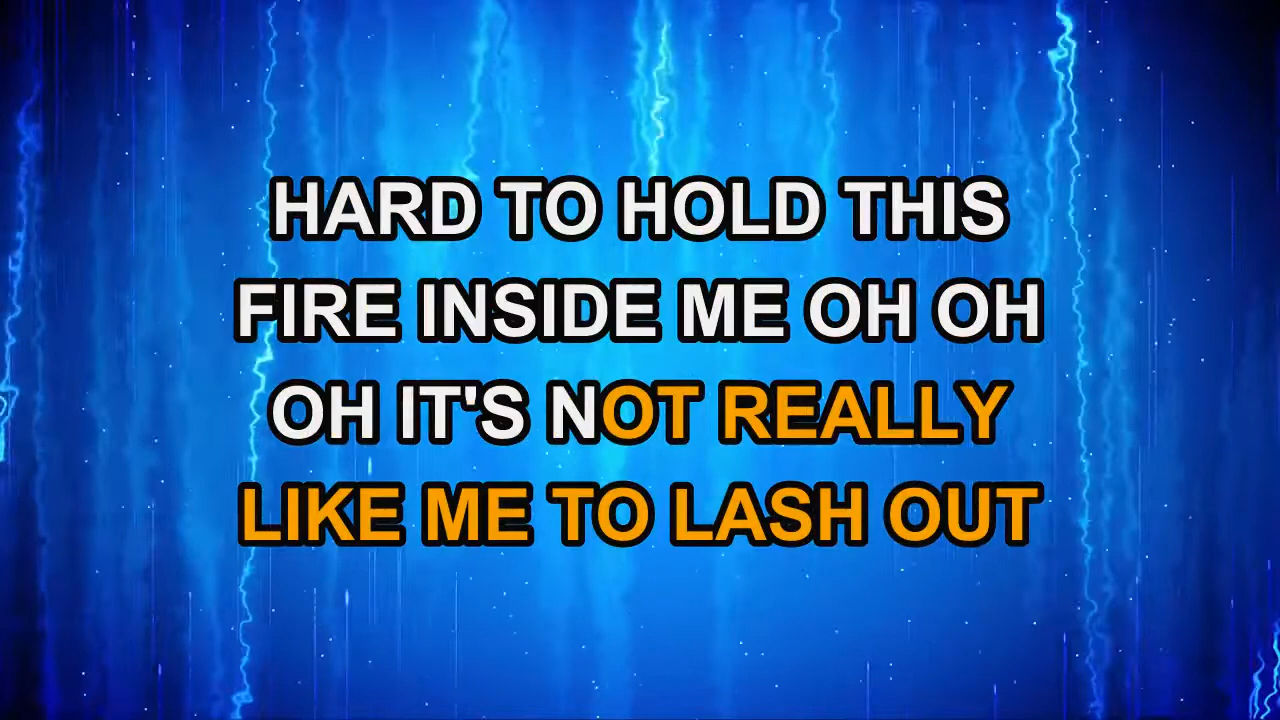 HARD TO HOLD THIS
FIRE INSIDE ME OH OH
OH IT'S NOT REALLY
LIKE ME TO LASH OUT